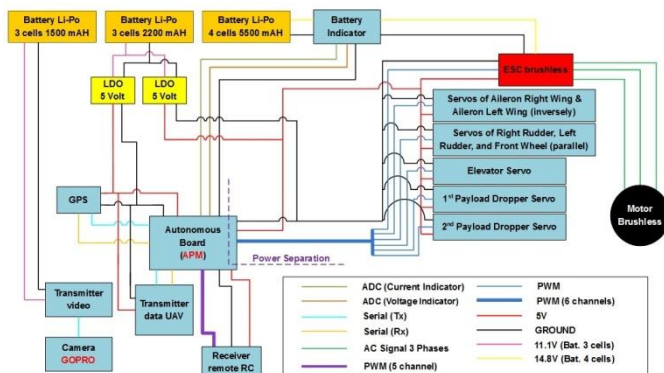 Battery Li-Po
3 cells 1500 mAH
Battery Li-Po
3 cells 2200 mAH
Battery Li-Po
4 cells 5500 mAH
Battery
Indicator
ESC brushless
LDO
5 Volt
LDO
5 Volt
Servos of Aileron Right Wing &
Aileron Left Wing (inversely)
Servos of Right Rudder, Left
Rudder, and Front Wheel (parallel)
Elevator Servo
1st Payload Dropper Servo
2nd Payload Dropper Servo
Motor
Brushless
GPS
Autonomous
Board
(APM)
Power Separation
Transmitter
video
Transmitter
data UAV
Camera
GOPRO
Receiver
remote RC
ADC (Current Indicator)
ADC (Voltage Indicator)
Serial (Tx)
Serial (Rx)
AC Signal 3 Phases
PWM (5 channel)
PWM
PWM (6 channels)
5V
GROUND
11.1V (Bat. 3 cells)
14.8V (Bat. 4 cells)